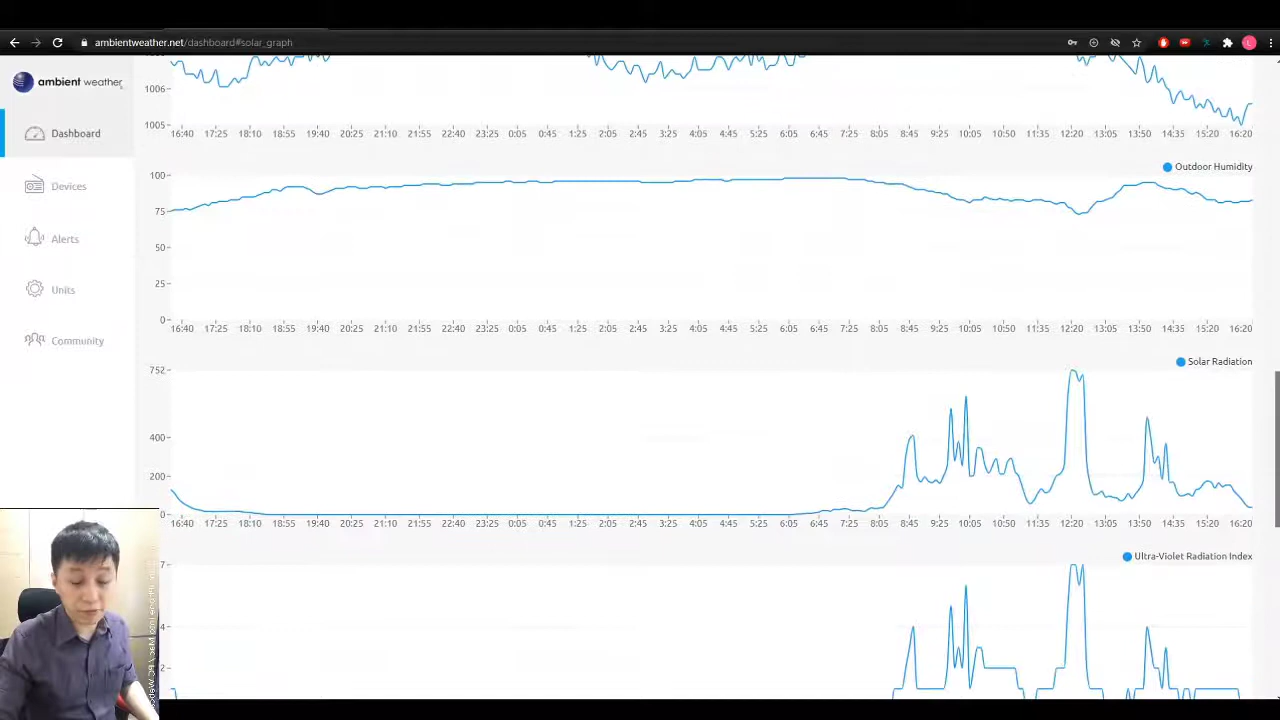 ambientweather.net/dashboard#solar_graph
L
ambient weather
Dashboard
Devices
Alerts
Units
Community
1006
1005
16:40 17:25 18:10 18:55 19:40 20:25 21:10 21:55 22:40 23:25 0:05 0:45 1:25 2:05 2:45 3:25 4:05 4:45 5:25 6:05 6:45 7:25 8:05 8:45 9:25 10:05 10:50 11:35 12:20 13:05 13:50 14:35 15:20 16:20
Outdoor Humidity
100
75
50
25
0
16:40 17:25 18:10 18:55 19:40 20:25 21:10 21:55 22:40 23:25 0:05 0:45 1:25 2:05 2:45 3:25 4:05 4:45 5:25 6:05 6:45 7:25 8:05 8:45 9:25 10:05 10:50 11:35 12:20 13:05 13:50 14:35 15:20 16:20
Solar Radiation
752
400
200
0
16:40 17:25 18:10 18:55 19:40 20:25 21:10 21:55 22:40 23:25 0:05 0:45 1:25 2:05 2:45 3:25 4:05 4:45 5:25 6:05 6:45 7:25 8:05 8:45 9:25 10:05 10:50 11:35 12:20 13:05 13:50 14:35 15:20 16:20
Ultra-Violet Radiation Index
7
4
2